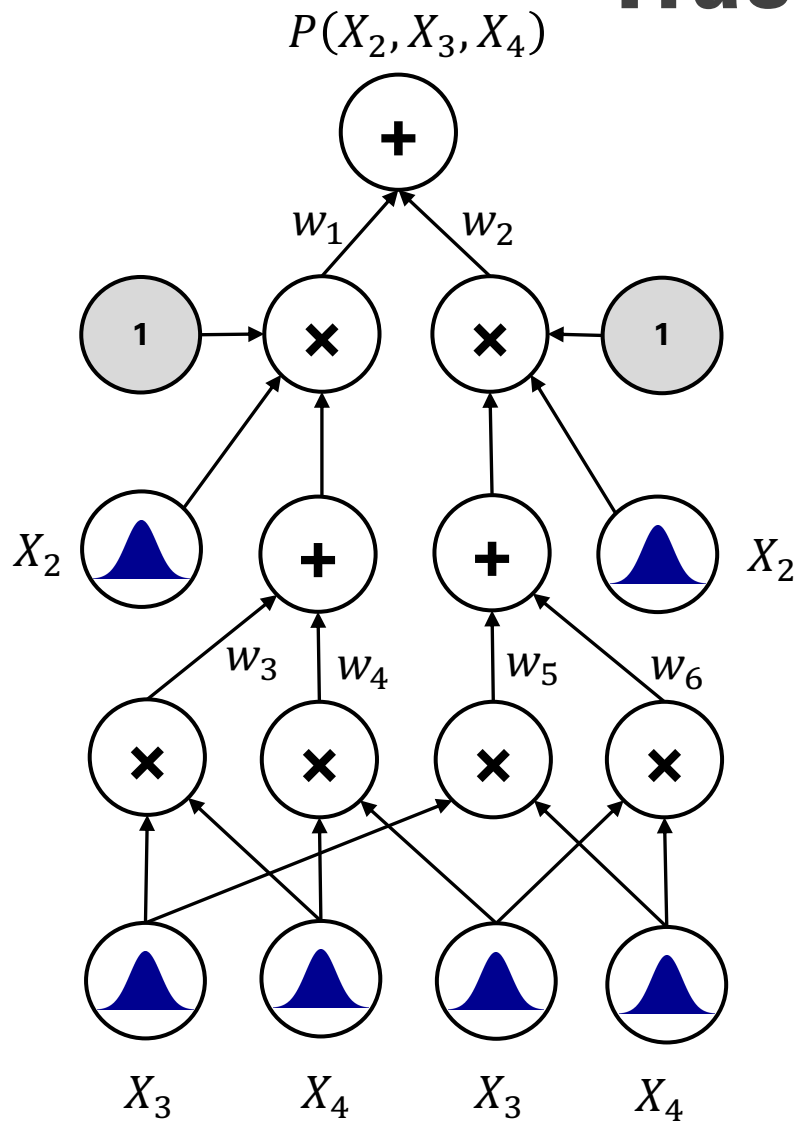 P(X₂, X₃, X₄)
+
w₁ w₂
1 × × 1
X₂ + + X₂
w₃ w₄ w₅ w₆
× × × ×
X₃ X₄ X₃ X₄